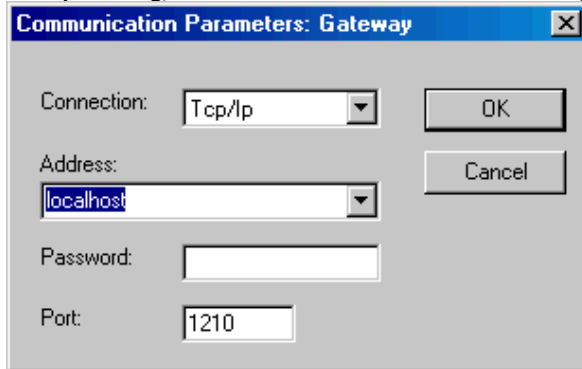 Communication Parameters: Gateway
Connection: Tcp/Ip OK
Address: Cancel
localhost
Password:
Port: 1210